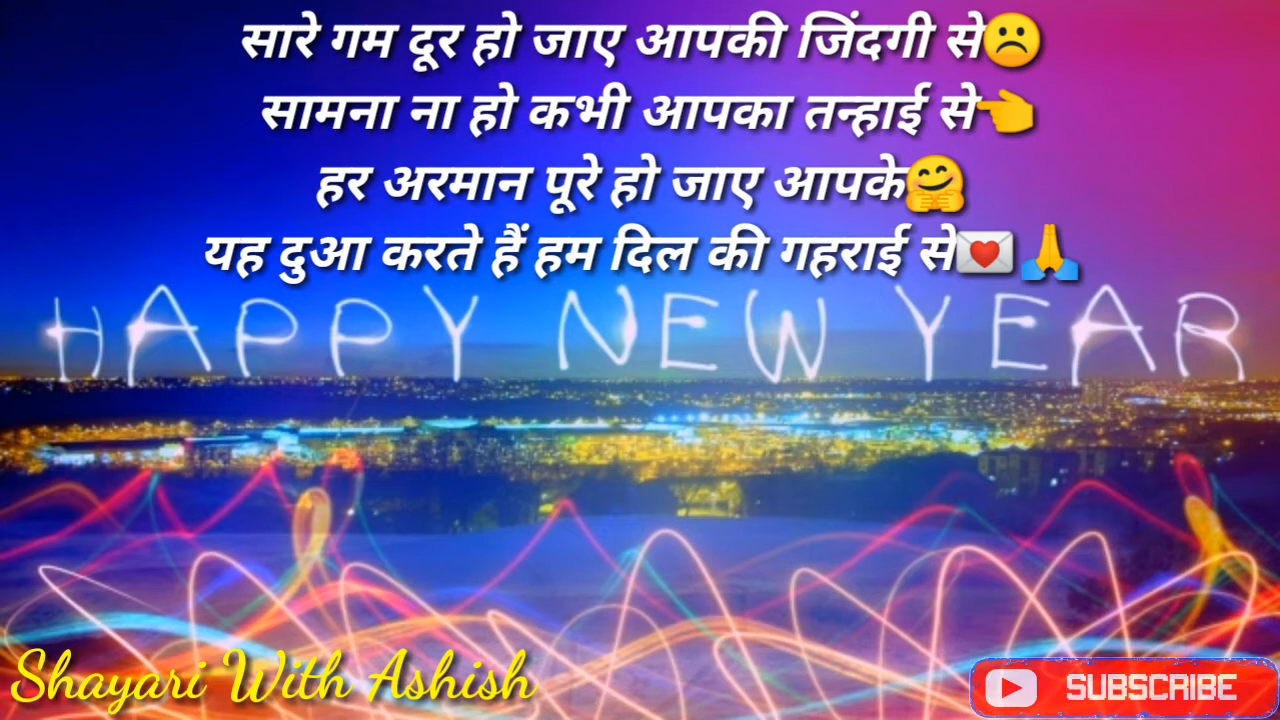 सारे गम दूर हो जाए आपकी जिंदगी से☹️
सामना ना हो कभी आपका तन्हाई से👈
हर अरमान पूरे हो जाए आपके🤗
यह दुआ करते हैं हम दिल की गहराई से💌🙏
HAPPY NEW YEAR
Shayari With Ashish
SUBSCRIBE